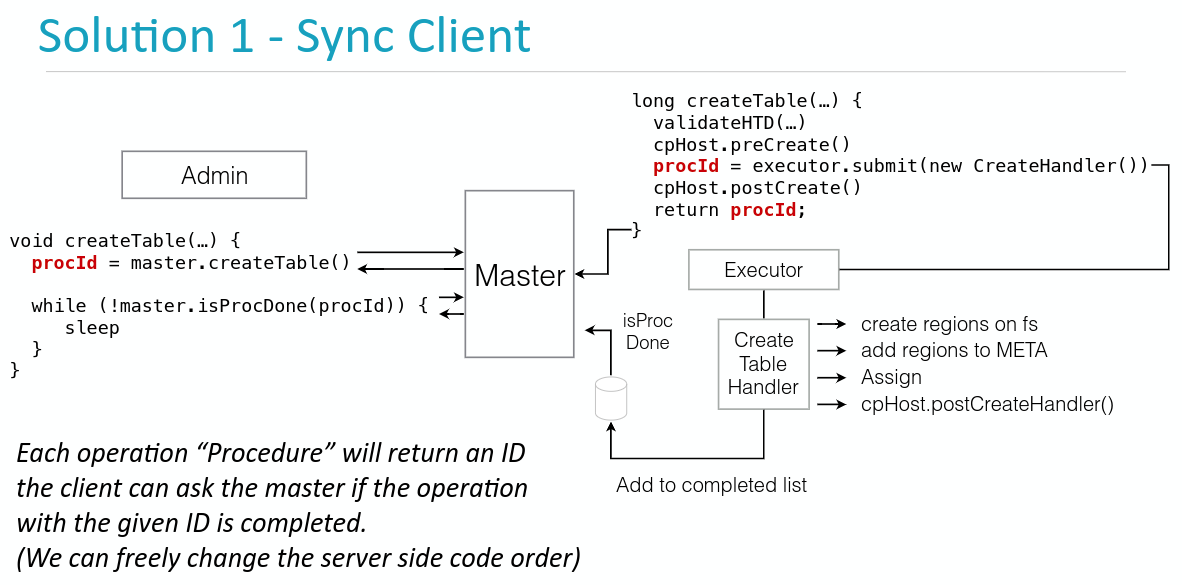 Solution 1 - Sync Client
long createTable(…) {
validateHTD(…)
cpHost.preCreate()
procId = executor.submit(new CreateHandler())
cpHost.postCreate()
return procId;
}
Admin
void createTable(…) {
procId = master.createTable()
while (!master.isProcDone(procId)) {
sleep
}
}
Master
Executor
isProc
Done
Create
Table
Handler
create regions on fs
add regions to META
Assign
cpHost.postCreateHandler()
Add to completed list
Each operation “Procedure” will return an ID
the client can ask the master if the operation
with the given ID is completed.
(We can freely change the server side code order)